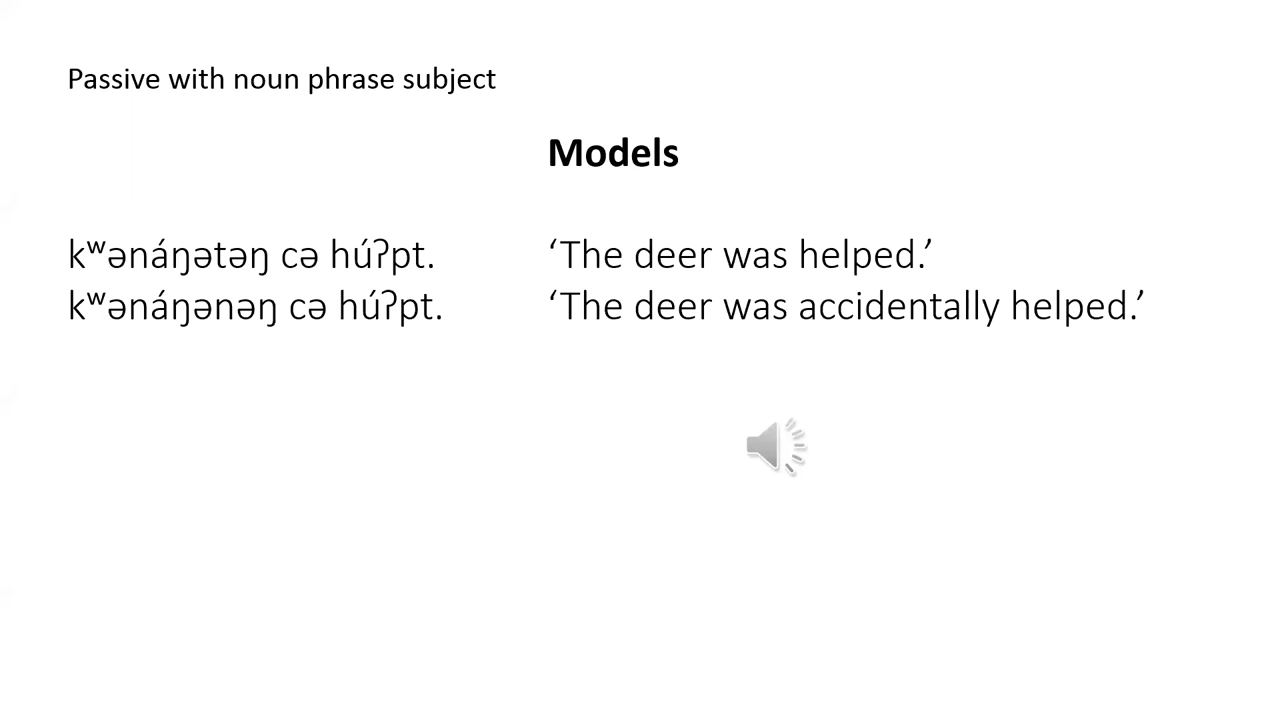 Passive with noun phrase subject
Models
kʷənáŋətəŋ cə húʔpt. ‘The deer was helped.’
kʷənáŋənəŋ cə húʔpt. ‘The deer was accidentally helped.’